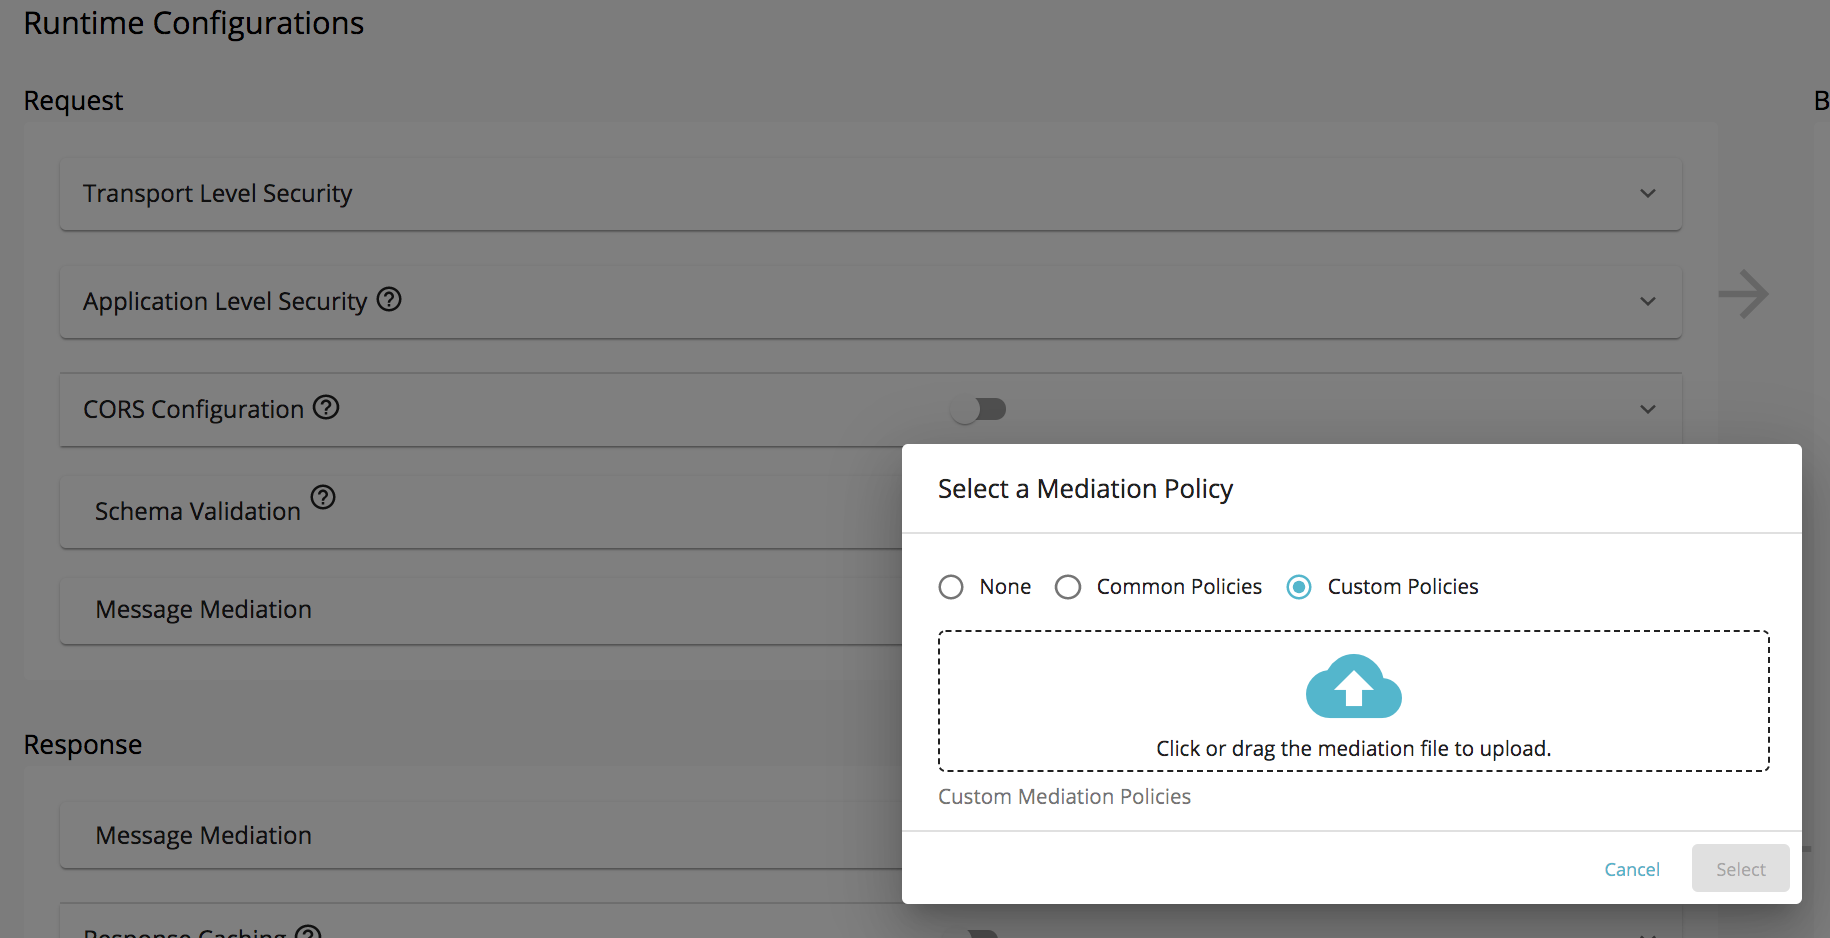 Runtime Configurations
Request
B
Transport Level Security
Application Level Security
CORS Configuration
Schema Validation
Message Mediation
Select a Mediation Policy
None Common Policies Custom Policies
Click or drag the mediation file to upload.
Custom Mediation Policies
Cancel Select
Response
Message Mediation
Response Caching